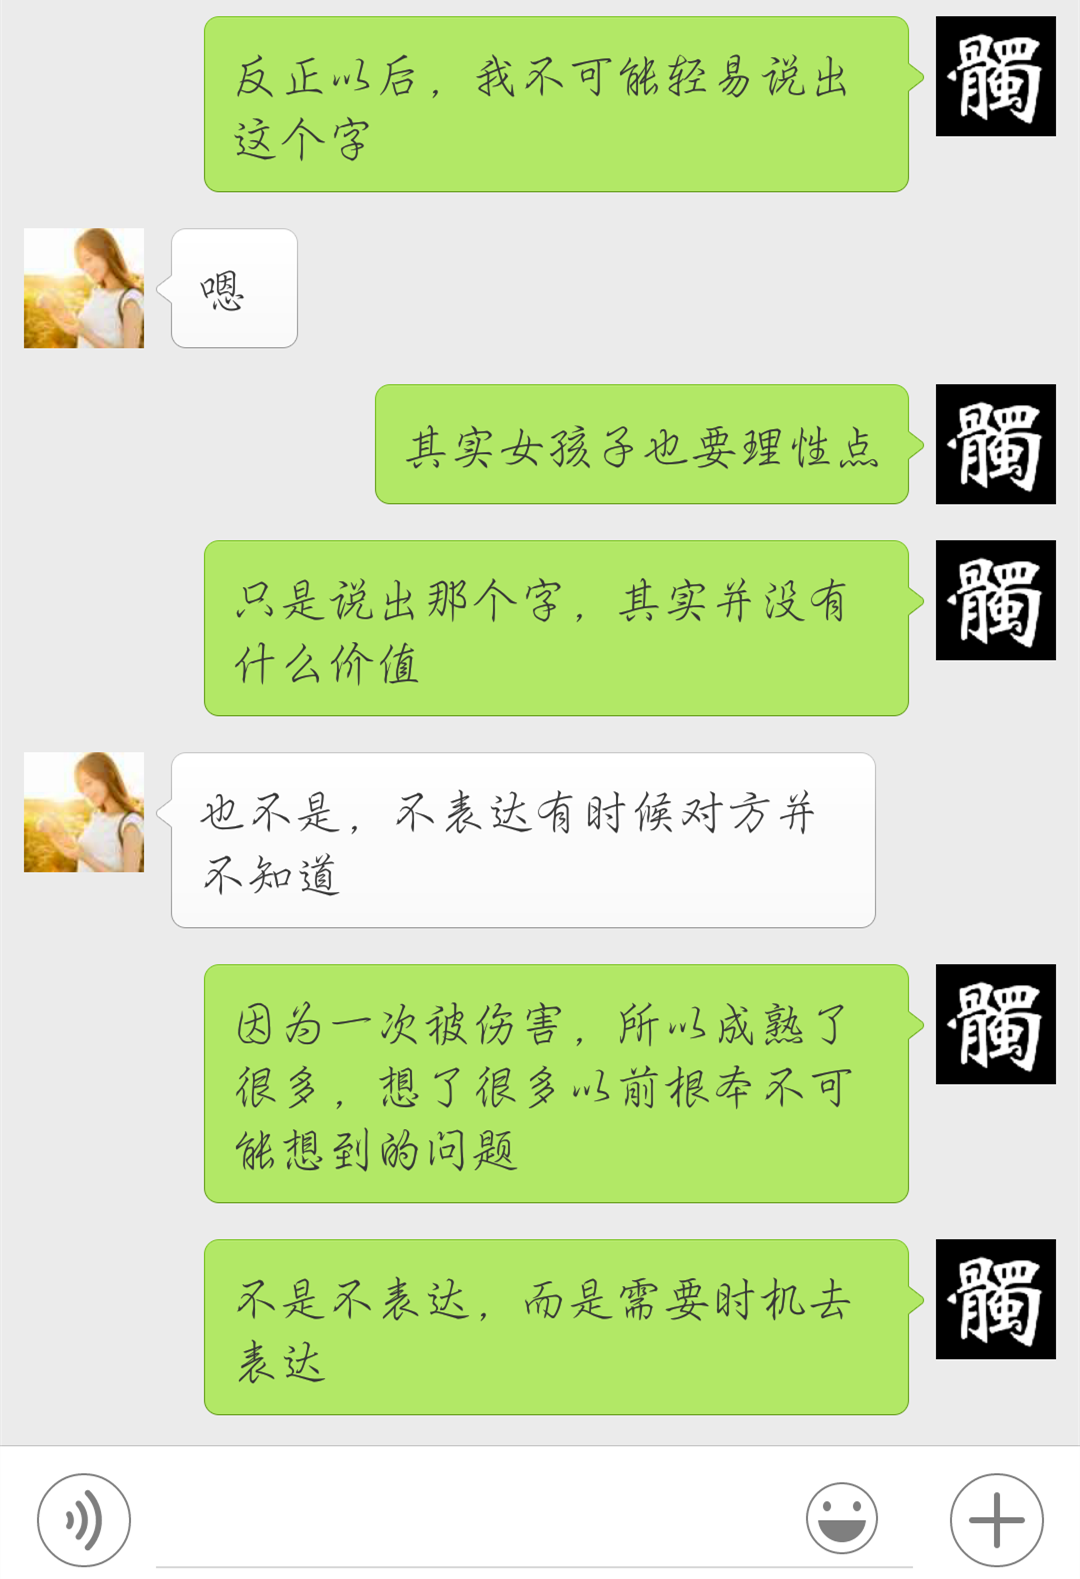 反正以后，我不可能轻易说出
这个字
髑
嗯
其实女孩子也要理性点
髑
只是说出那个字，其实并没有
什么价值
髑
也不是，不表达有时候对方并
不知道
因为一次被伤害，所以成熟了
很多，想了很多以前根本不可
能想到的问题
髑
不是不表达，而是需要时机去
表达
髑